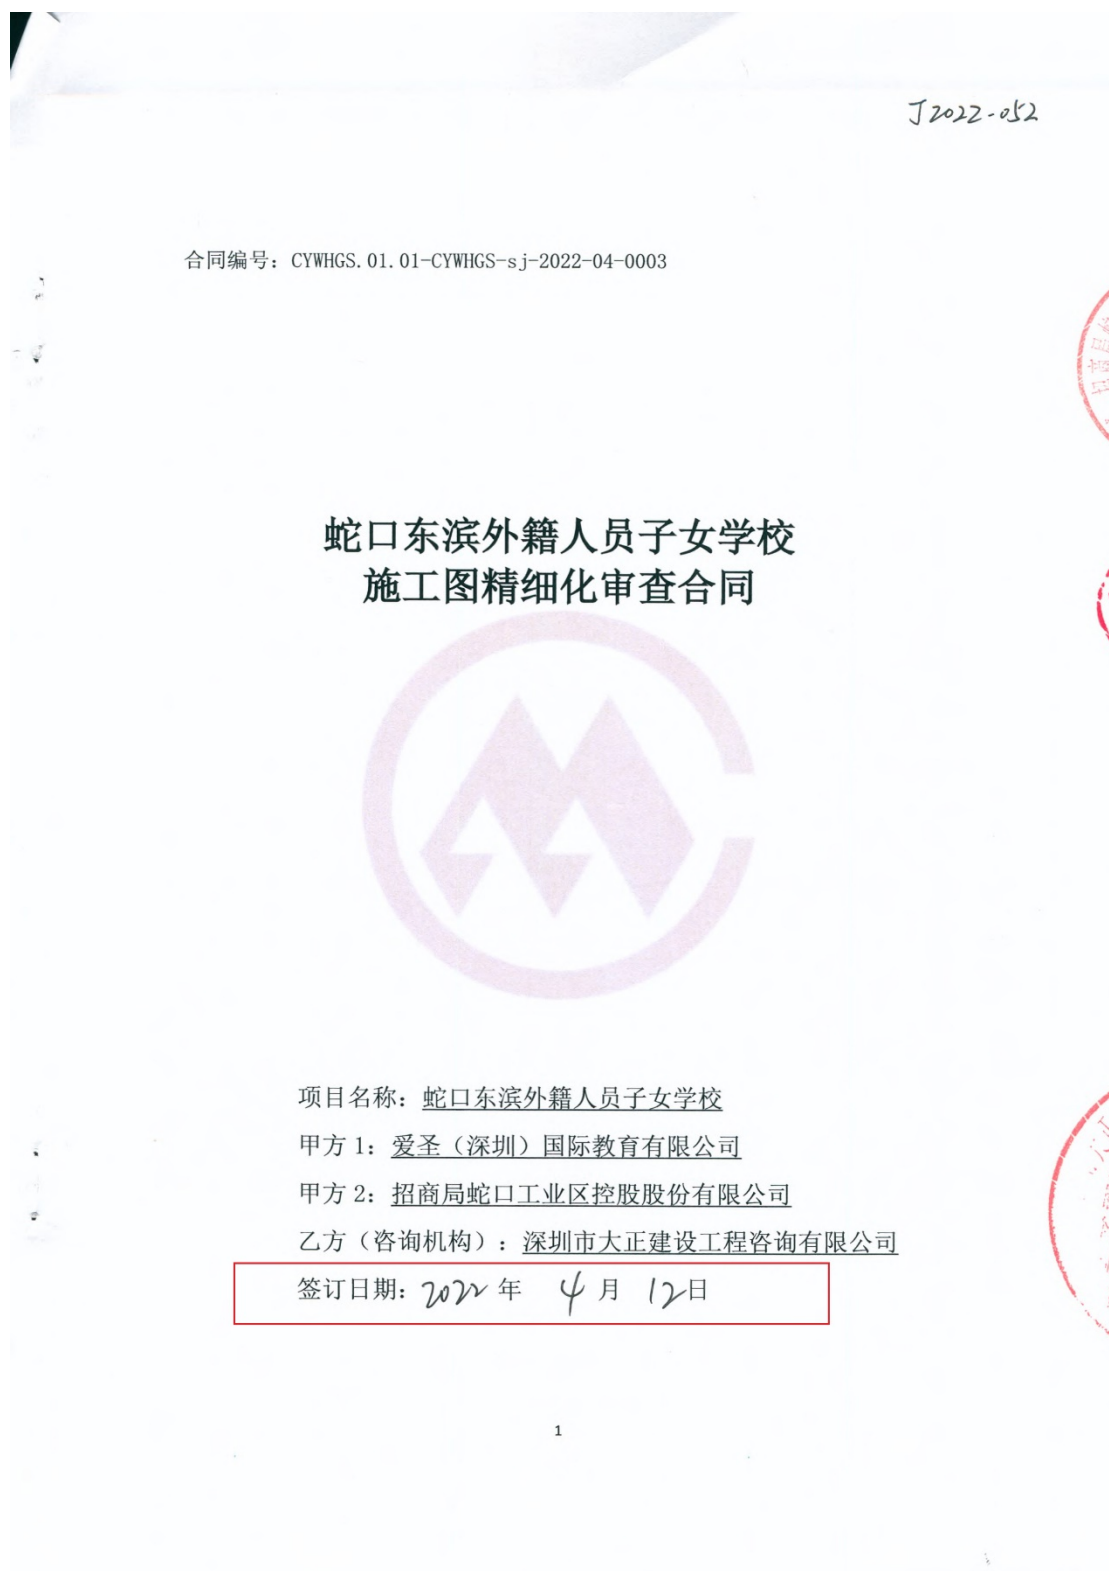 J2022-052
合同编号：CYWHGS.01.01-CYWHGS-sj-2022-04-0003
蛇口东滨外籍人员子女学校
施工图精细化审查合同
项目名称：蛇口东滨外籍人员子女学校
甲方 1：爱圣（深圳）国际教育有限公司
甲方 2：招商局蛇口工业区控股股份有限公司
乙方（咨询机构）：深圳市大正建设工程咨询有限公司
签订日期：2022 年 4 月 12日
1